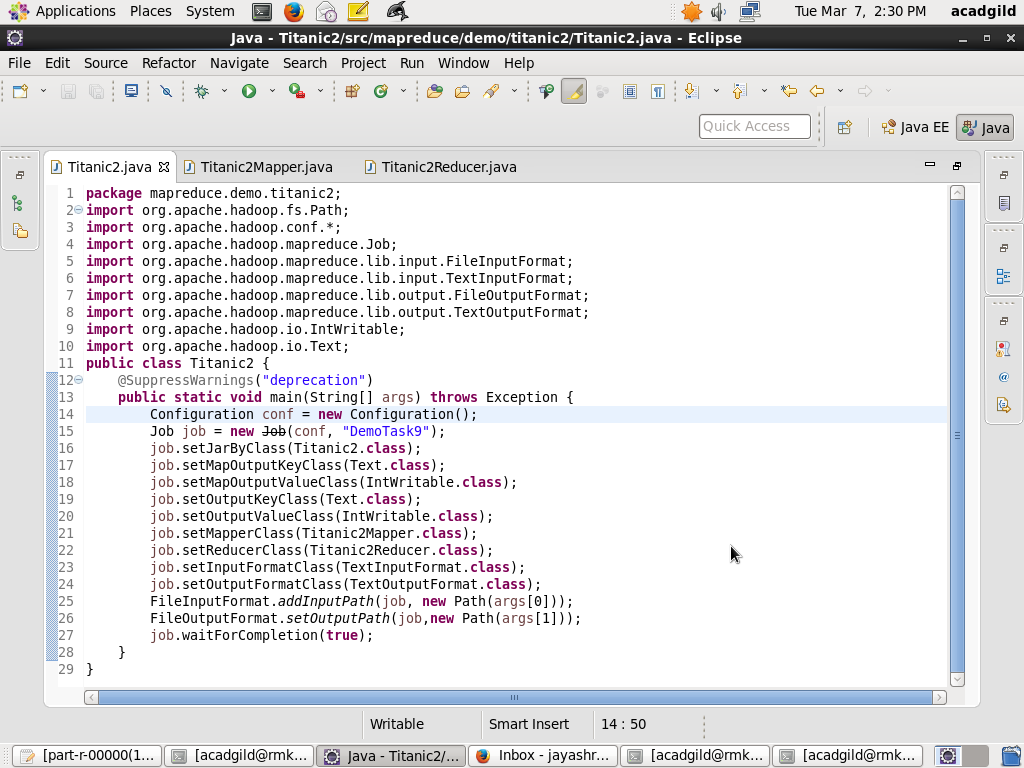 Applications Places System Tue Mar 7, 2:30 PM acadgild
Java - Titanic2/src/mapreduce/demo/titanic2/Titanic2.java - Eclipse
File Edit Source Refactor Navigate Search Project Run Window Help
Quick Access Java EE Java
Titanic2.java Titanic2Mapper.java Titanic2Reducer.java
1 package mapreduce.demo.titanic2;
2 import org.apache.hadoop.fs.Path;
3 import org.apache.hadoop.conf.*;
4 import org.apache.hadoop.mapreduce.Job;
5 import org.apache.hadoop.mapreduce.lib.input.FileInputFormat;
6 import org.apache.hadoop.mapreduce.lib.input.TextInputFormat;
7 import org.apache.hadoop.mapreduce.lib.output.FileOutputFormat;
8 import org.apache.hadoop.mapreduce.lib.output.TextOutputFormat;
9 import org.apache.hadoop.io.IntWritable;
10 import org.apache.hadoop.io.Text;
11 public class Titanic2 {
12 @SuppressWarnings("deprecation")
13 public static void main(String[] args) throws Exception {
14 Configuration conf = new Configuration();
15 Job job = new Job(conf, "DemoTask9");
16 job.setJarByClass(Titanic2.class);
17 job.setMapOutputKeyClass(Text.class);
18 job.setMapOutputValueClass(IntWritable.class);
19 job.setOutputKeyClass(Text.class);
20 job.setOutputValueClass(IntWritable.class);
21 job.setMapperClass(Titanic2Mapper.class);
22 job.setReducerClass(Titanic2Reducer.class);
23 job.setInputFormatClass(TextInputFormat.class);
24 job.setOutputFormatClass(TextOutputFormat.class);
25 FileInputFormat.addInputPath(job, new Path(args[0]));
26 FileOutputFormat.setOutputPath(job,new Path(args[1]));
27 job.waitForCompletion(true);
28 }
29 }
Writable Smart Insert 14 : 50
[part-r-00000(1... [acadgild@rmk... Java - Titanic2/... Inbox - jayashr... [acadgild@rmk... [acadgild@rmk...